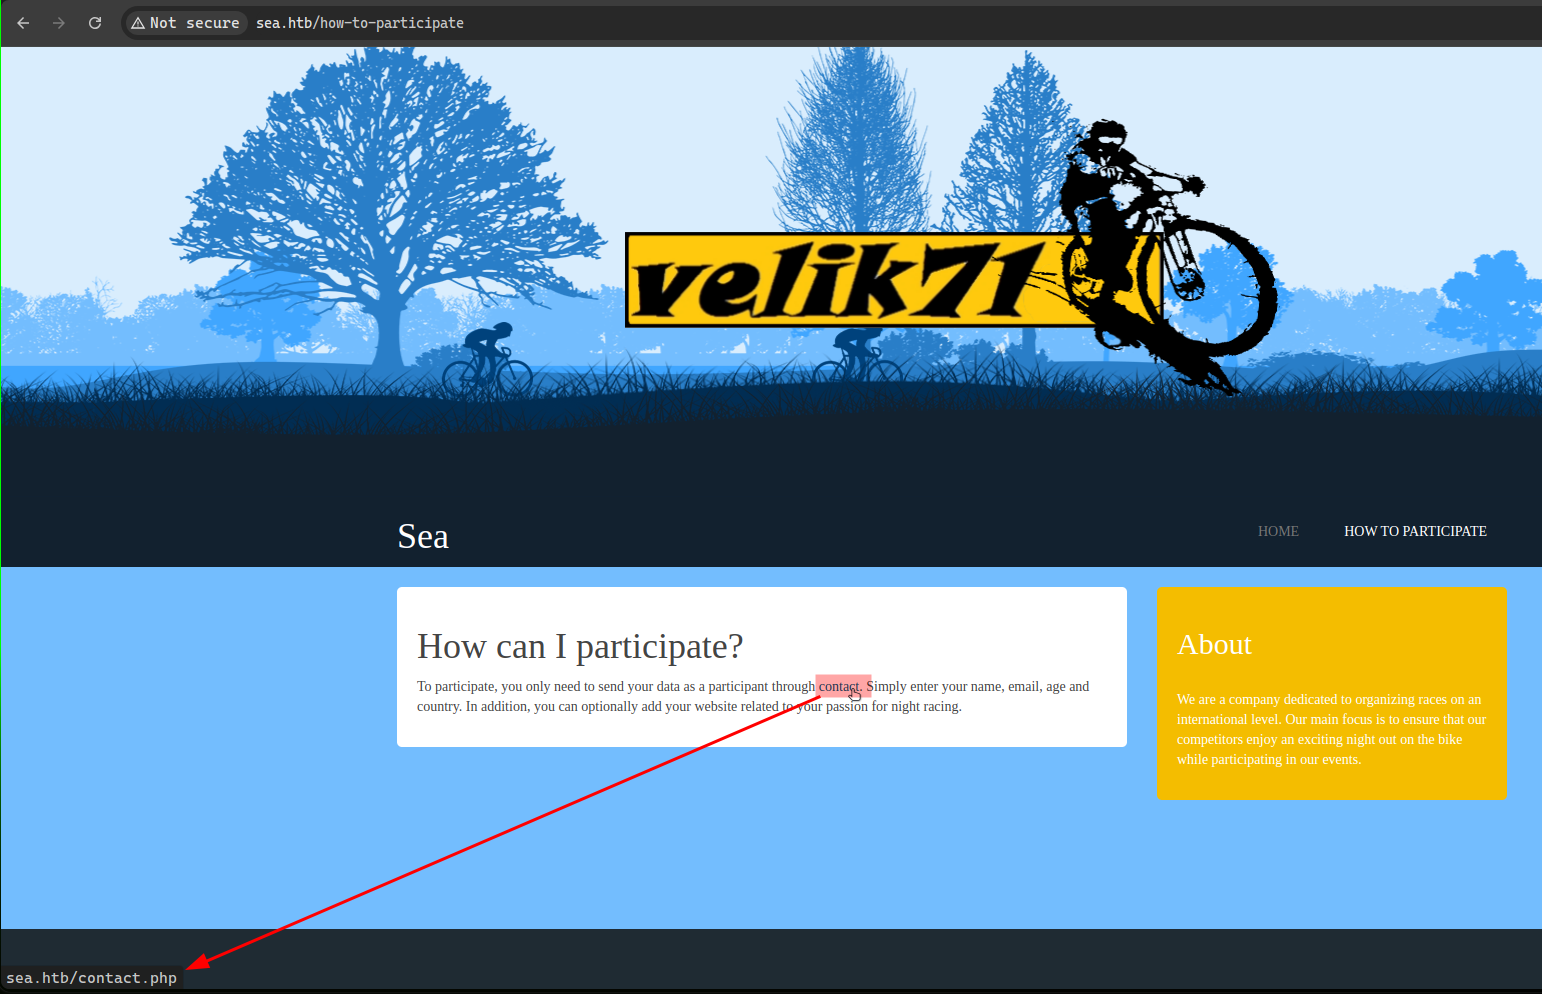 Not secure sea.htb/how-to-participate
velik71
Sea
HOME HOW TO PARTICIPATE
How can I participate?
To participate, you only need to send your data as a participant through contact. Simply enter your name, email, age and
country. In addition, you can optionally add your website related to your passion for night racing.
About
We are a company dedicated to organizing races on an
international level. Our main focus is to ensure that our
competitors enjoy an exciting night out on the bike
while participating in our events.
sea.htb/contact.php